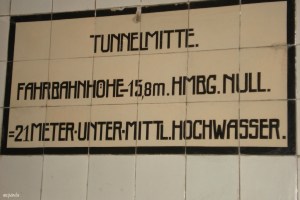 TUNNELMITTE.
FAHRBAHNHÖHE=15,8m. HMBG. NULL.
=21 METER·UNTER·MITTL. HOCHWASSER.